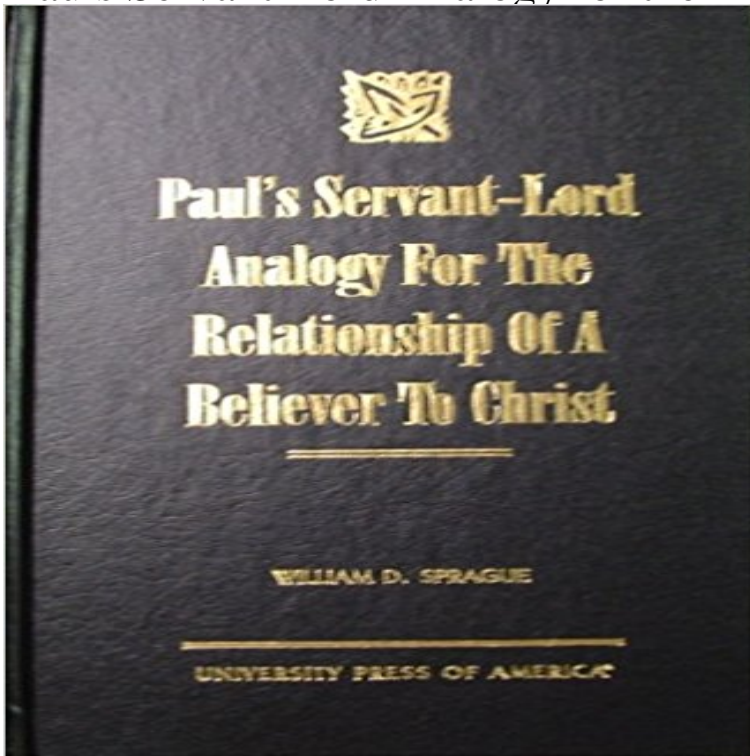 Paul's Servant-Lord
Analogy For The
Relationship Of A
Believer To Christ
WILLIAM D. SPRAGUE
UNIVERSITY PRESS OF AMERICA®